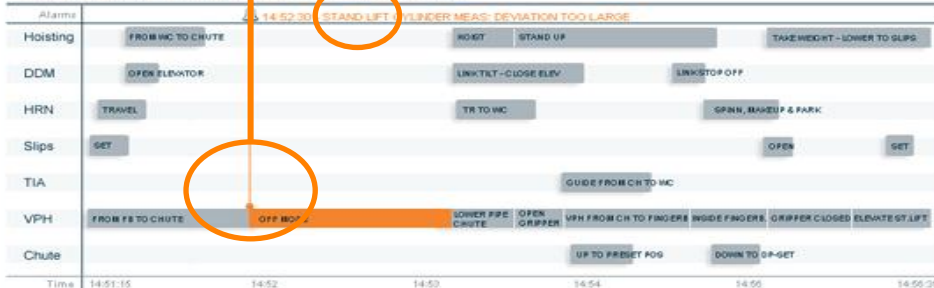 Alarms 14:52:30 STAND LIFT CYLINDER MEAS: DEVIATION TOO LARGE
Hoisting FROM WC TO CHUTE HOIST STAND UP TAKE WEIGHT - LOWER TO SLIPS
DDM OPEN ELEVATOR LINKTILT - CLOSE ELEV LINKSTOP OFF
HRN TRAVEL TR TO WC SPINN, MAKEUP & PARK
Slips SET OPEN SET
TIA GUIDE FROM CH TO WC
VPH FROM FB TO CHUTE OFF MODE LOWER PIPE CHUTE OPEN GRIPPER VPH FROM CH TO FINGERS INSIDE FINGERS, GRIPPER CLOSED ELEVATE ST.LIFT
Chute UP TO PRESET POS DOWN TO OP-SET
Time 14:51:15 14:52 14:53 14:54 14:55